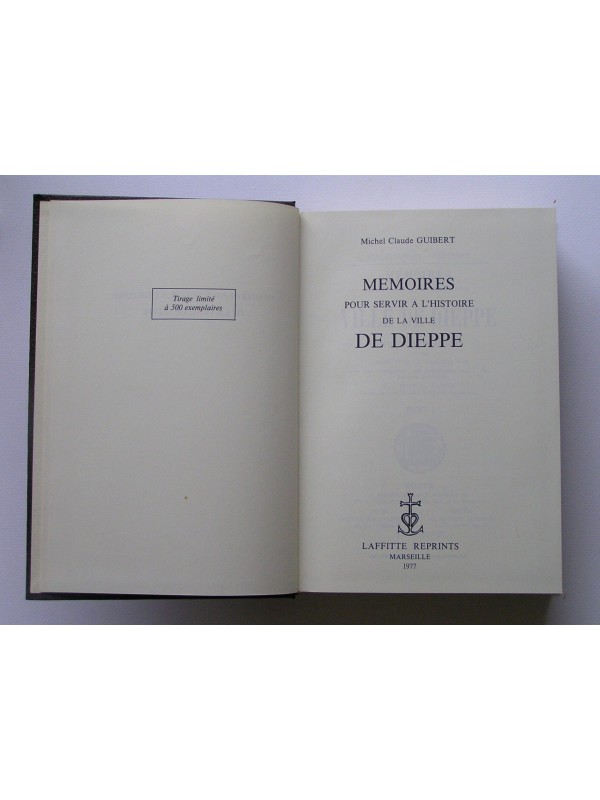 Tirage limité
à 500 exemplaires
Michel Claude GUIBERT
MEMOIRES
POUR SERVIR A L'HISTOIRE
DE LA VILLE
DE DIEPPE
LAFFITTE REPRINTS
MARSEILLE
1977